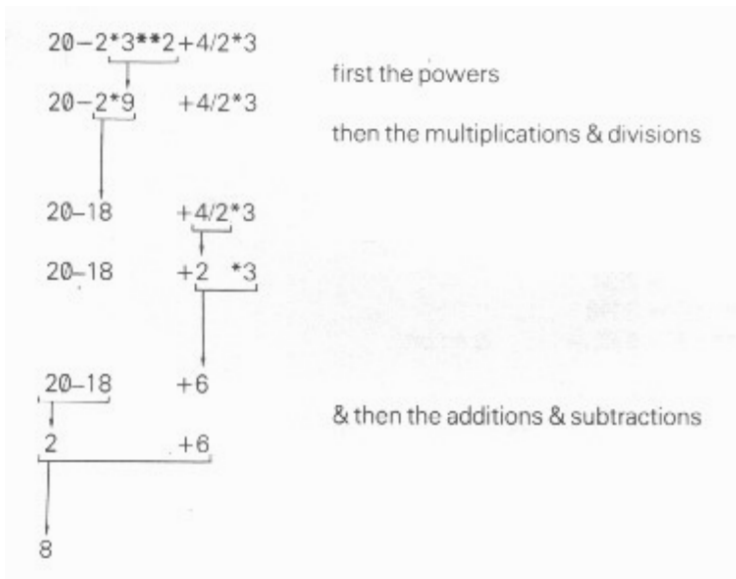 20-2*3**2+4/2*3
first the powers
20-2*9 +4/2*3
then the multiplications & divisions
20-18 +4/2*3
20-18 +2 *3
20-18 +6
& then the additions & subtractions
2 +6
8